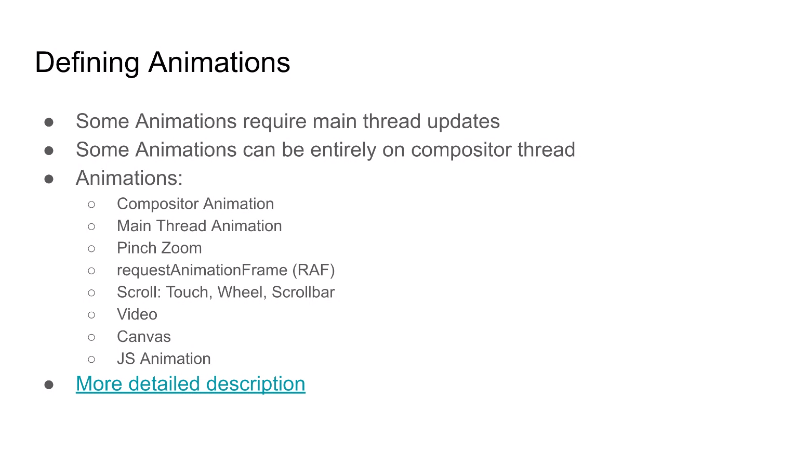 Defining Animations
● Some Animations require main thread updates
● Some Animations can be entirely on compositor thread
● Animations:
○ Compositor Animation
○ Main Thread Animation
○ Pinch Zoom
○ requestAnimationFrame (RAF)
○ Scroll: Touch, Wheel, Scrollbar
○ Video
○ Canvas
○ JS Animation
● More detailed description